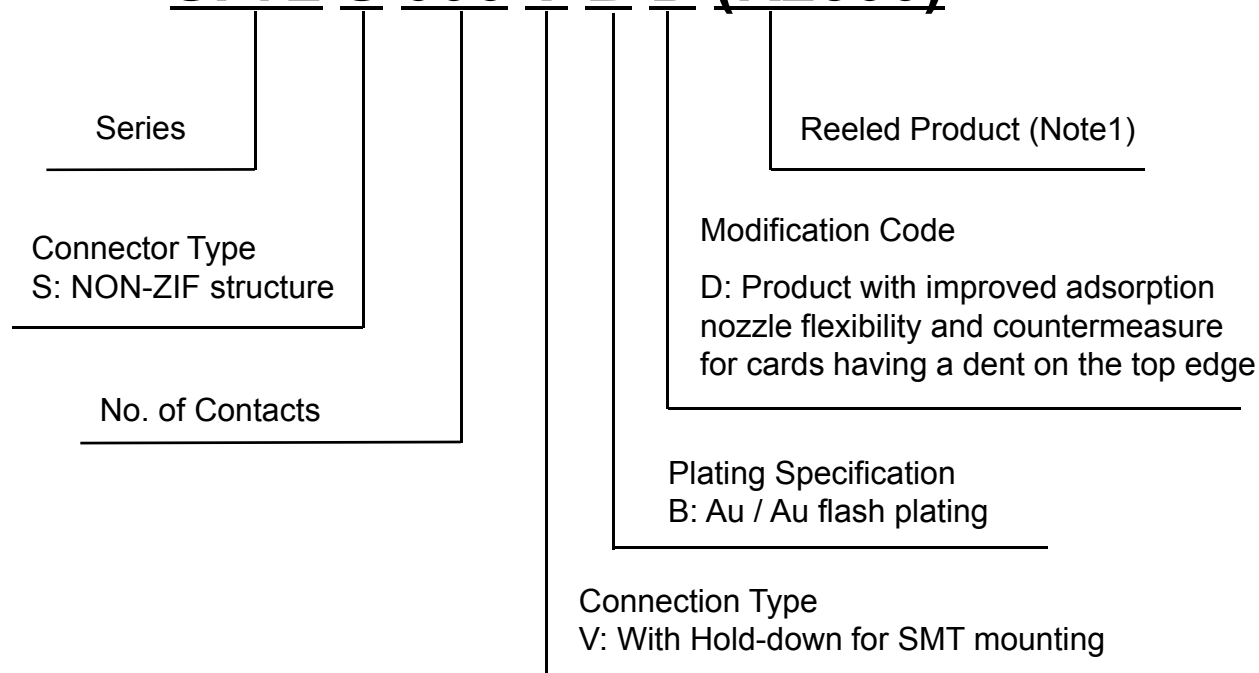 Series
Reeled Product (Note1)
Connector Type
S: NON-ZIF structure
Modification Code
D: Product with improved adsorption
nozzle flexibility and countermeasure
for cards having a dent on the top edge
No. of Contacts
Plating Specification
B: Au / Au flash plating
Connection Type
V: With Hold-down for SMT mounting